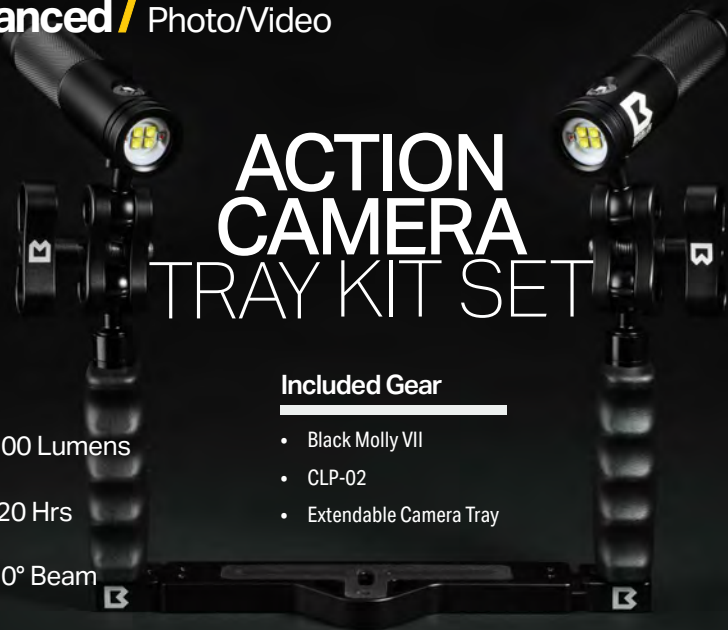 Photo/Video
ACTION
CAMERA
TRAY KIT SET
Included Gear
• Black Molly VII
• CLP-02
• Extendable Camera Tray
00 Lumens
20 Hrs
0° Beam